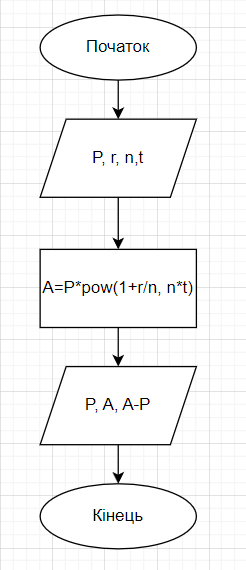 Початок
P, r, n,t
A=P*pow(1+r/n, n*t)
P, A, A-P
Кінець